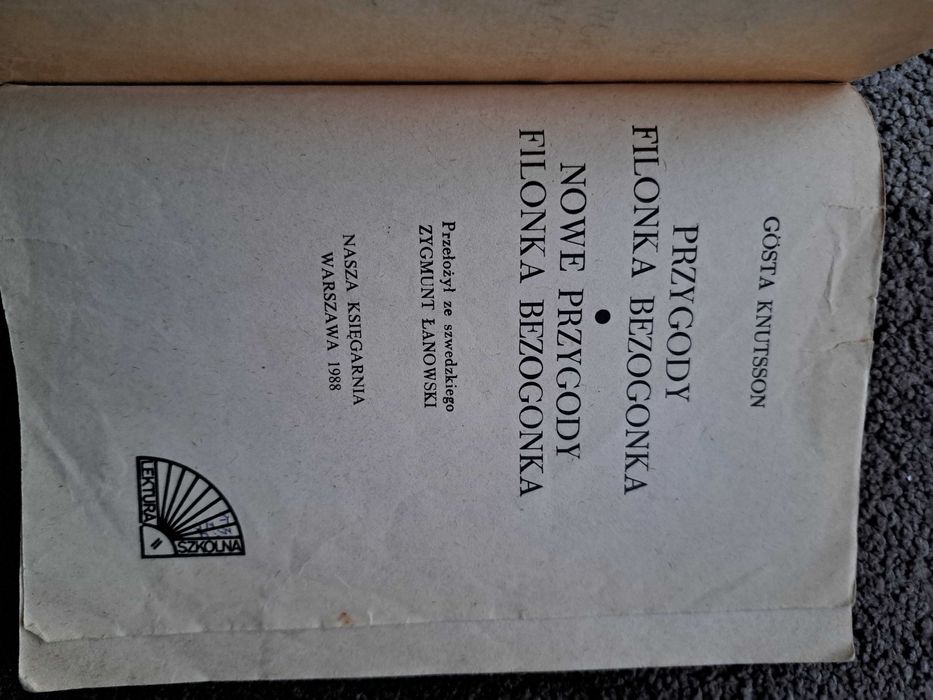 GÖSTA KNUTSSON
PRZYGODY
FILONKA BEZOGONKA
●
NOWE PRZYGODY
FILONKA BEZOGONKA
Przełożył ze szwedzkiego
ZYGMUNT ŁANOWSKI
NASZA KSIĘGARNIA
WARSZAWA 1988
LEKTURA
SZKOLNA